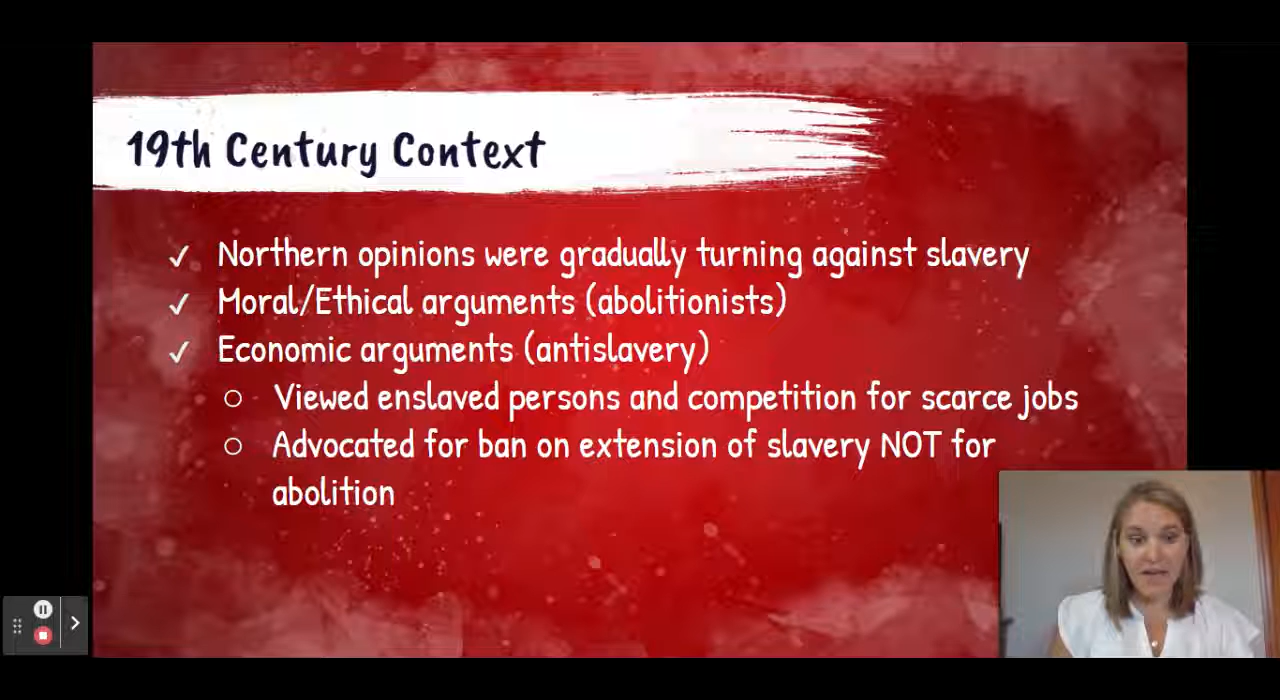 19th Century Context
Northern opinions were gradually turning against slavery
Moral/Ethical arguments (abolitionists)
Economic arguments (antislavery)
Viewed enslaved persons and competition for scarce jobs
Advocated for ban on extension of slavery NOT for
abolition